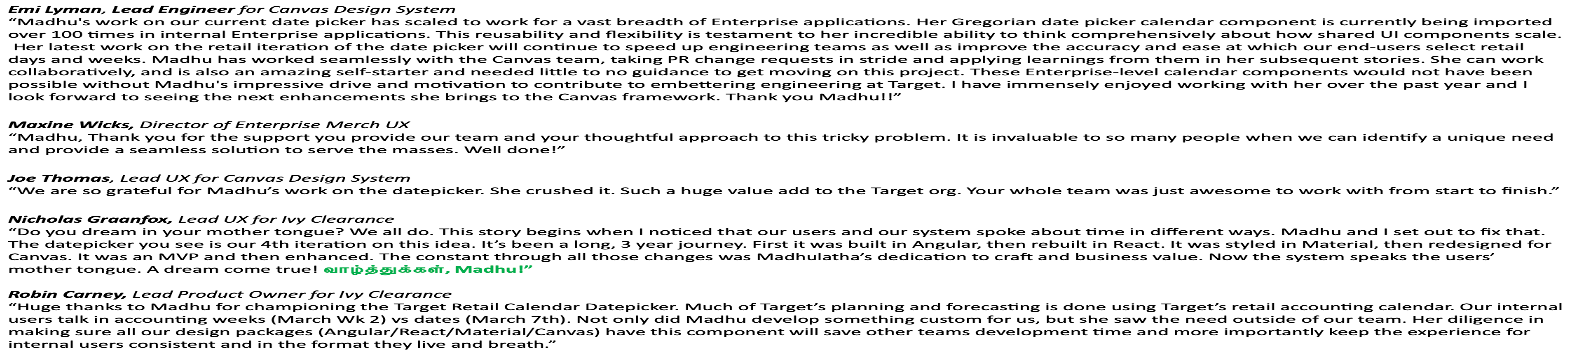 Emi Lyman, Lead Engineer for Canvas Design System
“Madhu's work on our current date picker has scaled to work for a vast breadth of Enterprise applications. Her Gregorian date picker calendar component is currently being imported
over 100 times in internal Enterprise applications. This reusability and flexibility is testament to her incredible ability to think comprehensively about how shared UI components scale.
Her latest work on the retail iteration of the date picker will continue to speed up engineering teams as well as improve the accuracy and ease at which our end-users select retail
days and weeks. Madhu has worked seamlessly with the Canvas team, taking PR change requests in stride and applying learnings from them in her subsequent stories. She can work
collaboratively, and is also an amazing self-starter and needed little to no guidance to get moving on this project. These Enterprise-level calendar components would not have been
possible without Madhu's impressive drive and motivation to contribute to embettering engineering at Target. I have immensely enjoyed working with her over the past year and I
look forward to seeing the next enhancements she brings to the Canvas framework. Thank you Madhu!!”
Maxine Wicks, Director of Enterprise Merch UX
“Madhu, Thank you for the support you provide our team and your thoughtful approach to this tricky problem. It is invaluable to so many people when we can identify a unique need
and provide a seamless solution to serve the masses. Well done!”
Joe Thomas, Lead UX for Canvas Design System
“We are so grateful for Madhu’s work on the datepicker. She crushed it. Such a huge value add to the Target org. Your whole team was just awesome to work with from start to finish.”
Nicholas Graanfox, Lead UX for Ivy Clearance
“Do you dream in your mother tongue? We all do. This story begins when I noticed that our users and our system spoke about time in different ways. Madhu and I set out to fix that.
The datepicker you see is our 4th iteration on this idea. It’s been a long, 3 year journey. First it was built in Angular, then rebuilt in React. It was styled in Material, then redesigned for
Canvas. It was an MVP and then enhanced. The constant through all those changes was Madhulatha’s dedication to craft and business value. Now the system speaks the users’
mother tongue. A dream come true! வாழ்த்துக்கள், Madhu!”
Robin Carney, Lead Product Owner for Ivy Clearance
“Huge thanks to Madhu for championing the Target Retail Calendar Datepicker. Much of Target’s planning and forecasting is done using Target’s retail accounting calendar. Our internal
users talk in accounting weeks (March Wk 2) vs dates (March 7th). Not only did Madhu develop something custom for us, but she saw the need outside of our team. Her diligence in
making sure all our design packages (Angular/React/Material/Canvas) have this component will save other teams development time and more importantly keep the experience for
internal users consistent and in the format they live and breath.”